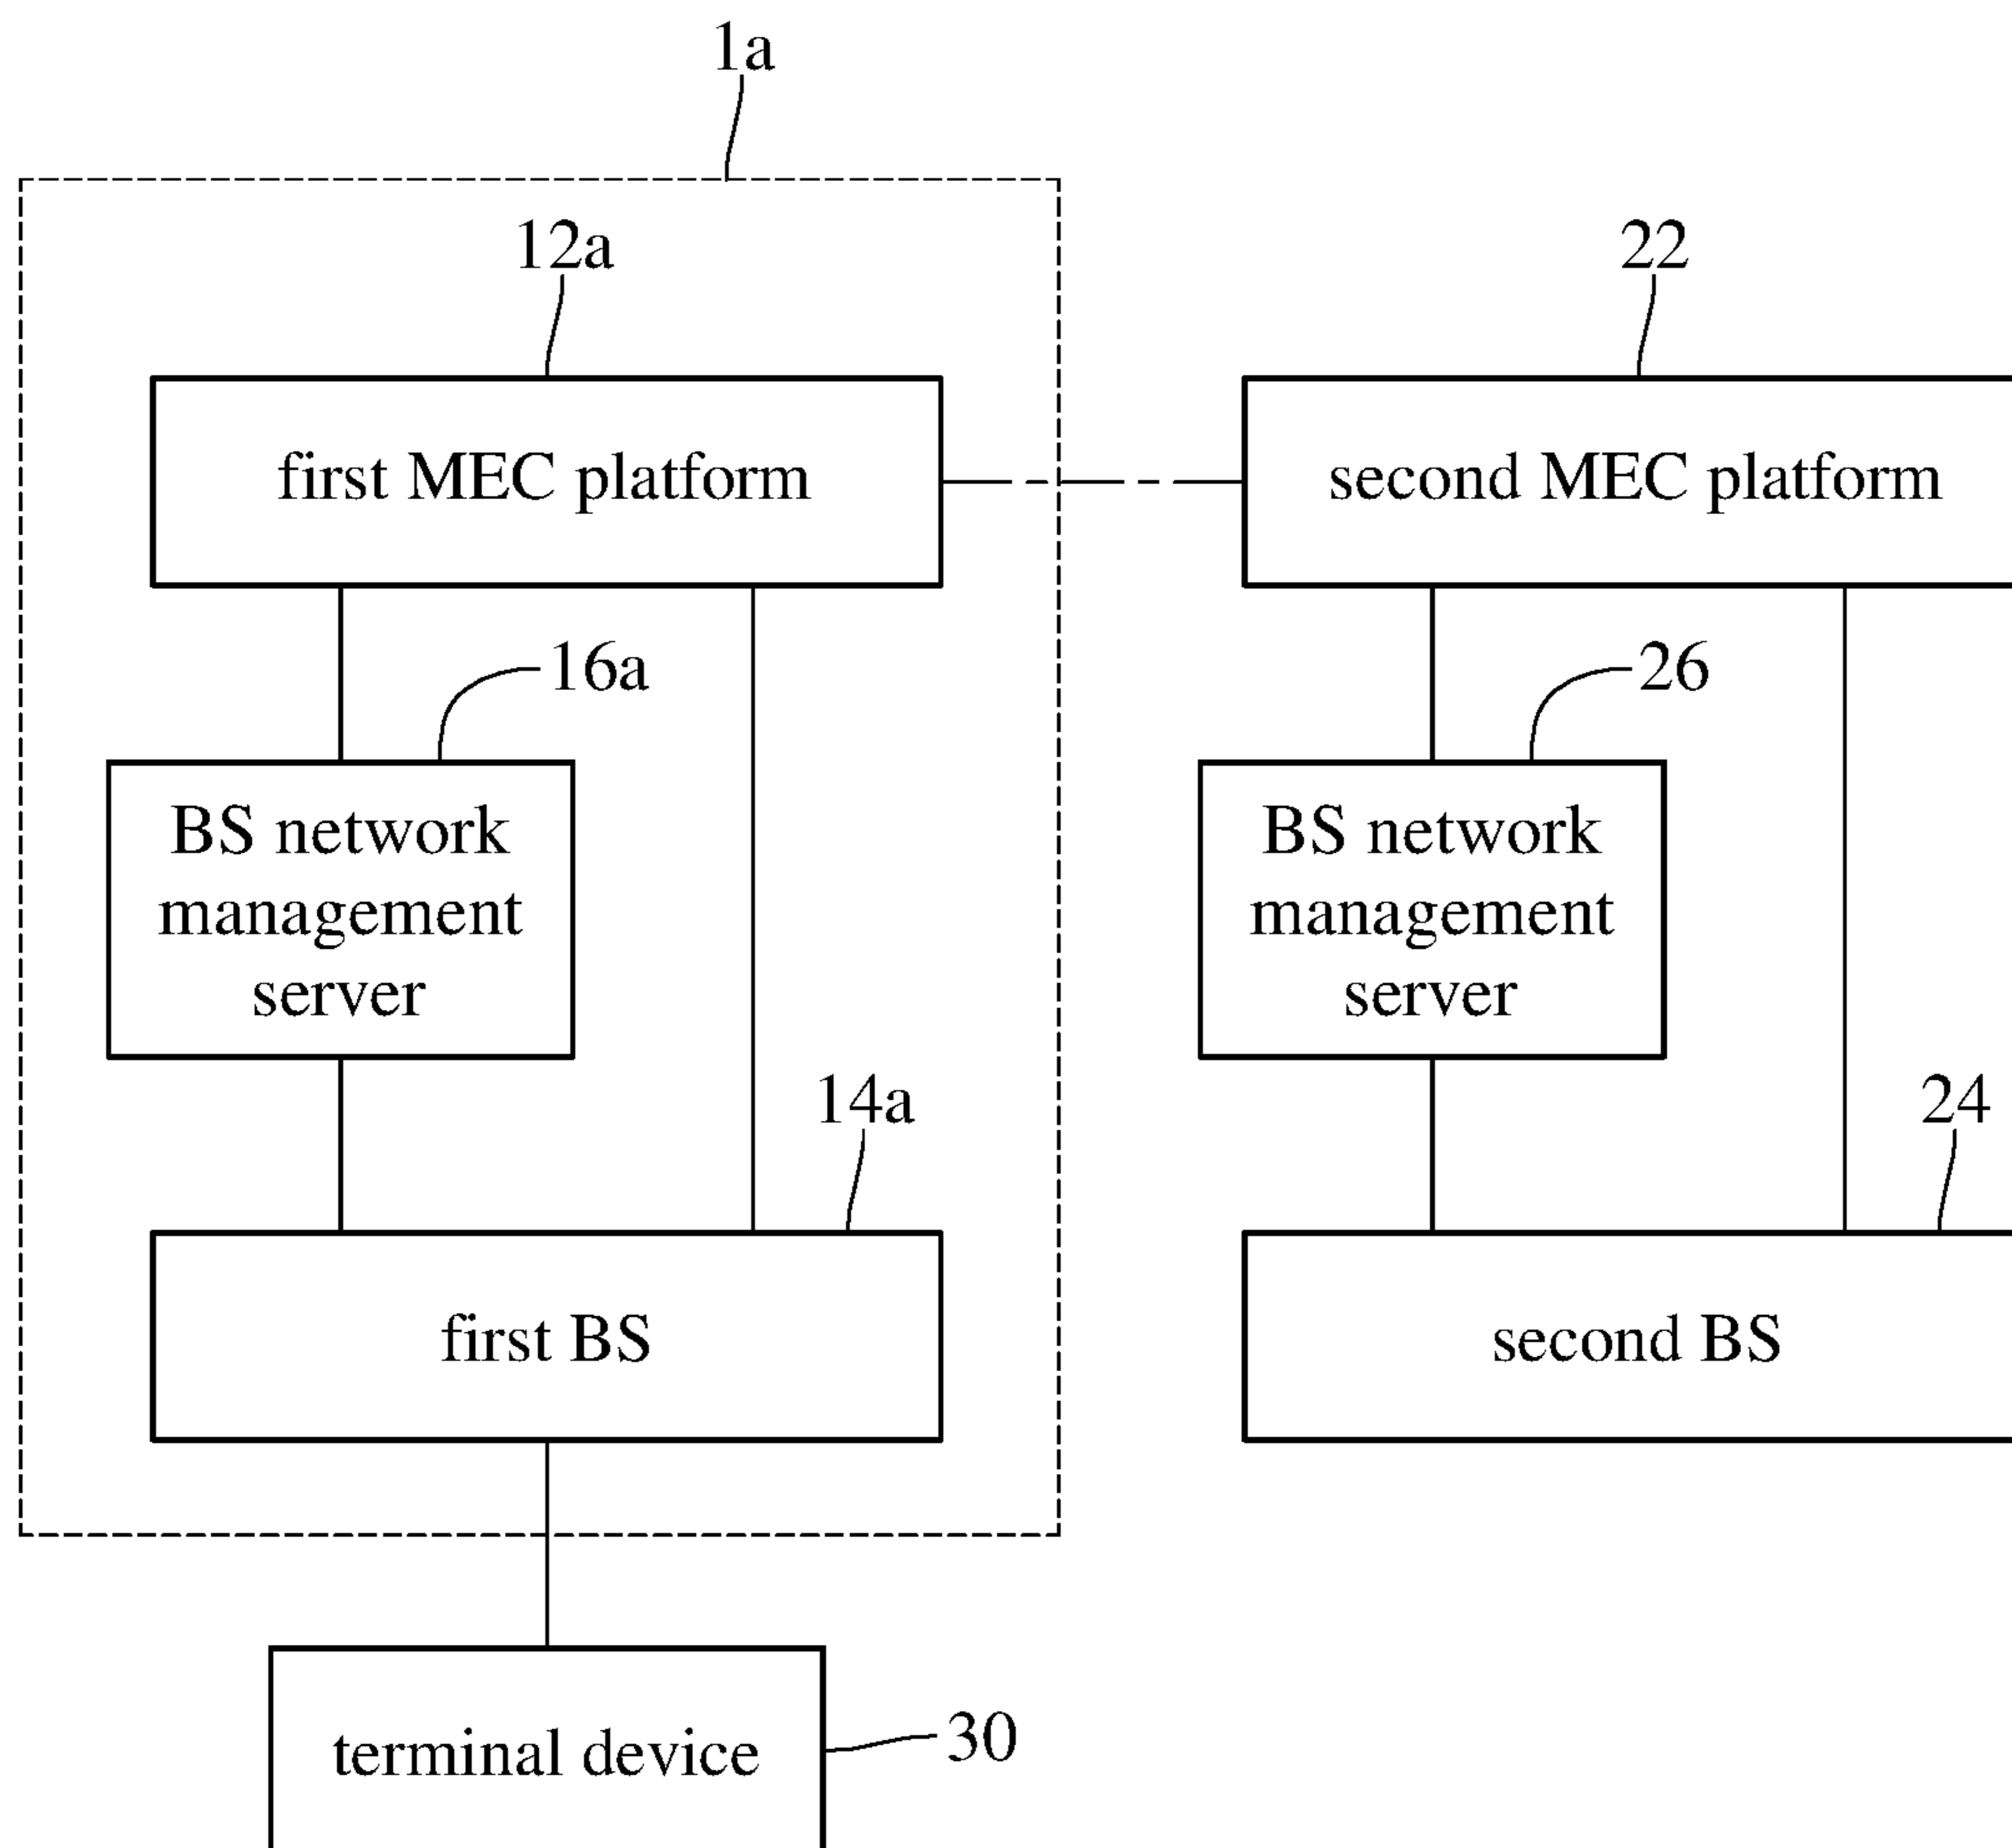 1a
12a
22
first MEC platform
second MEC platform
16a
26
BS network
management
server
BS network
management
server
14a
24
first BS
second BS
terminal device
30